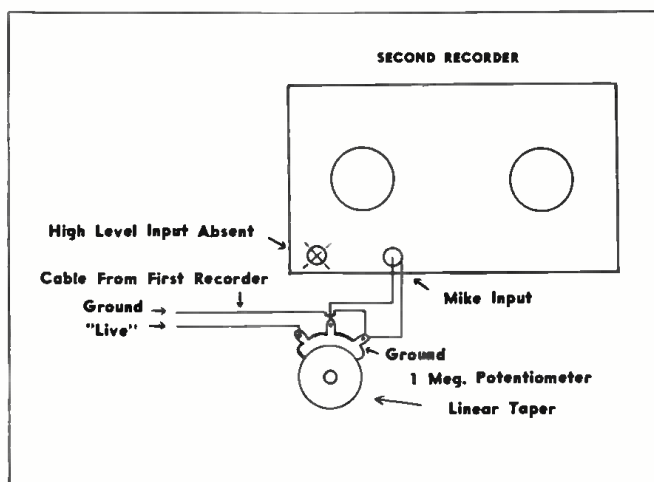 SECOND RECORDER
High Level Input Absent
Cable From First Recorder
Mike Input
Ground
"Live"
Ground
1 Meg. Potentiometer
Linear Taper